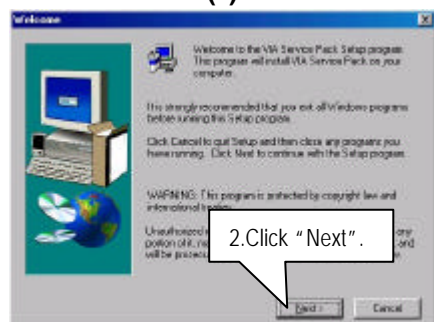 Welcome
Welcome to the VIA Service Pack Setup program.
This program will install VIA Service Pack on your
computer.
It is strongly recommended that you exit all Windows programs
before running this Setup program.
Click Cancel to quit Setup and then close any programs you
have running. Click Next to continue with the Setup program.
WARNING: This program is protected by copyright law and
international
Unauthorized any
portion of it, and
will be
2.Click “Next”.
Next >
Cancel